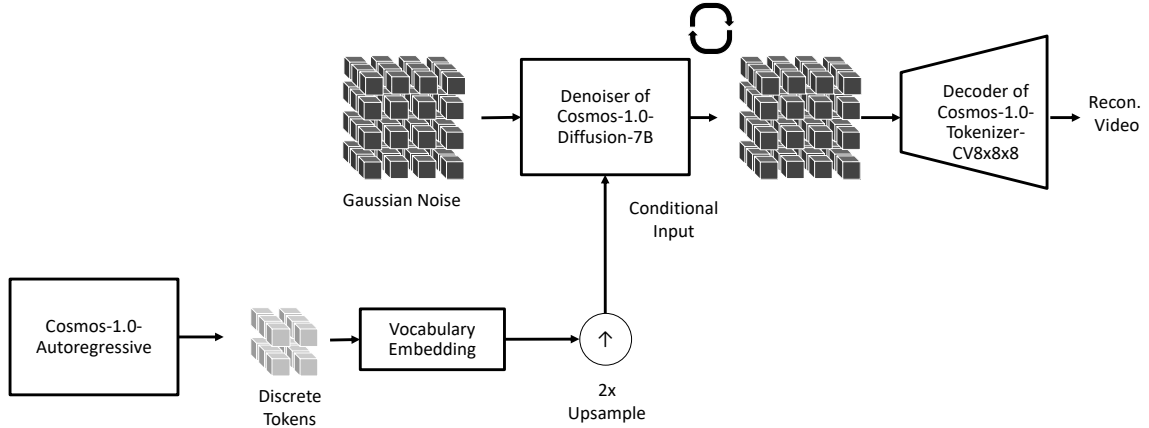 Denoiser of
Cosmos-1.0-
Diffusion-7B
Decoder of
Cosmos-1.0-
Tokenizer-
CV8x8x8
Recon.
Video
Gaussian Noise
Conditional
Input
Cosmos-1.0-
Autoregressive
Discrete
Tokens
Vocabulary
Embedding
↑
2x
Upsample